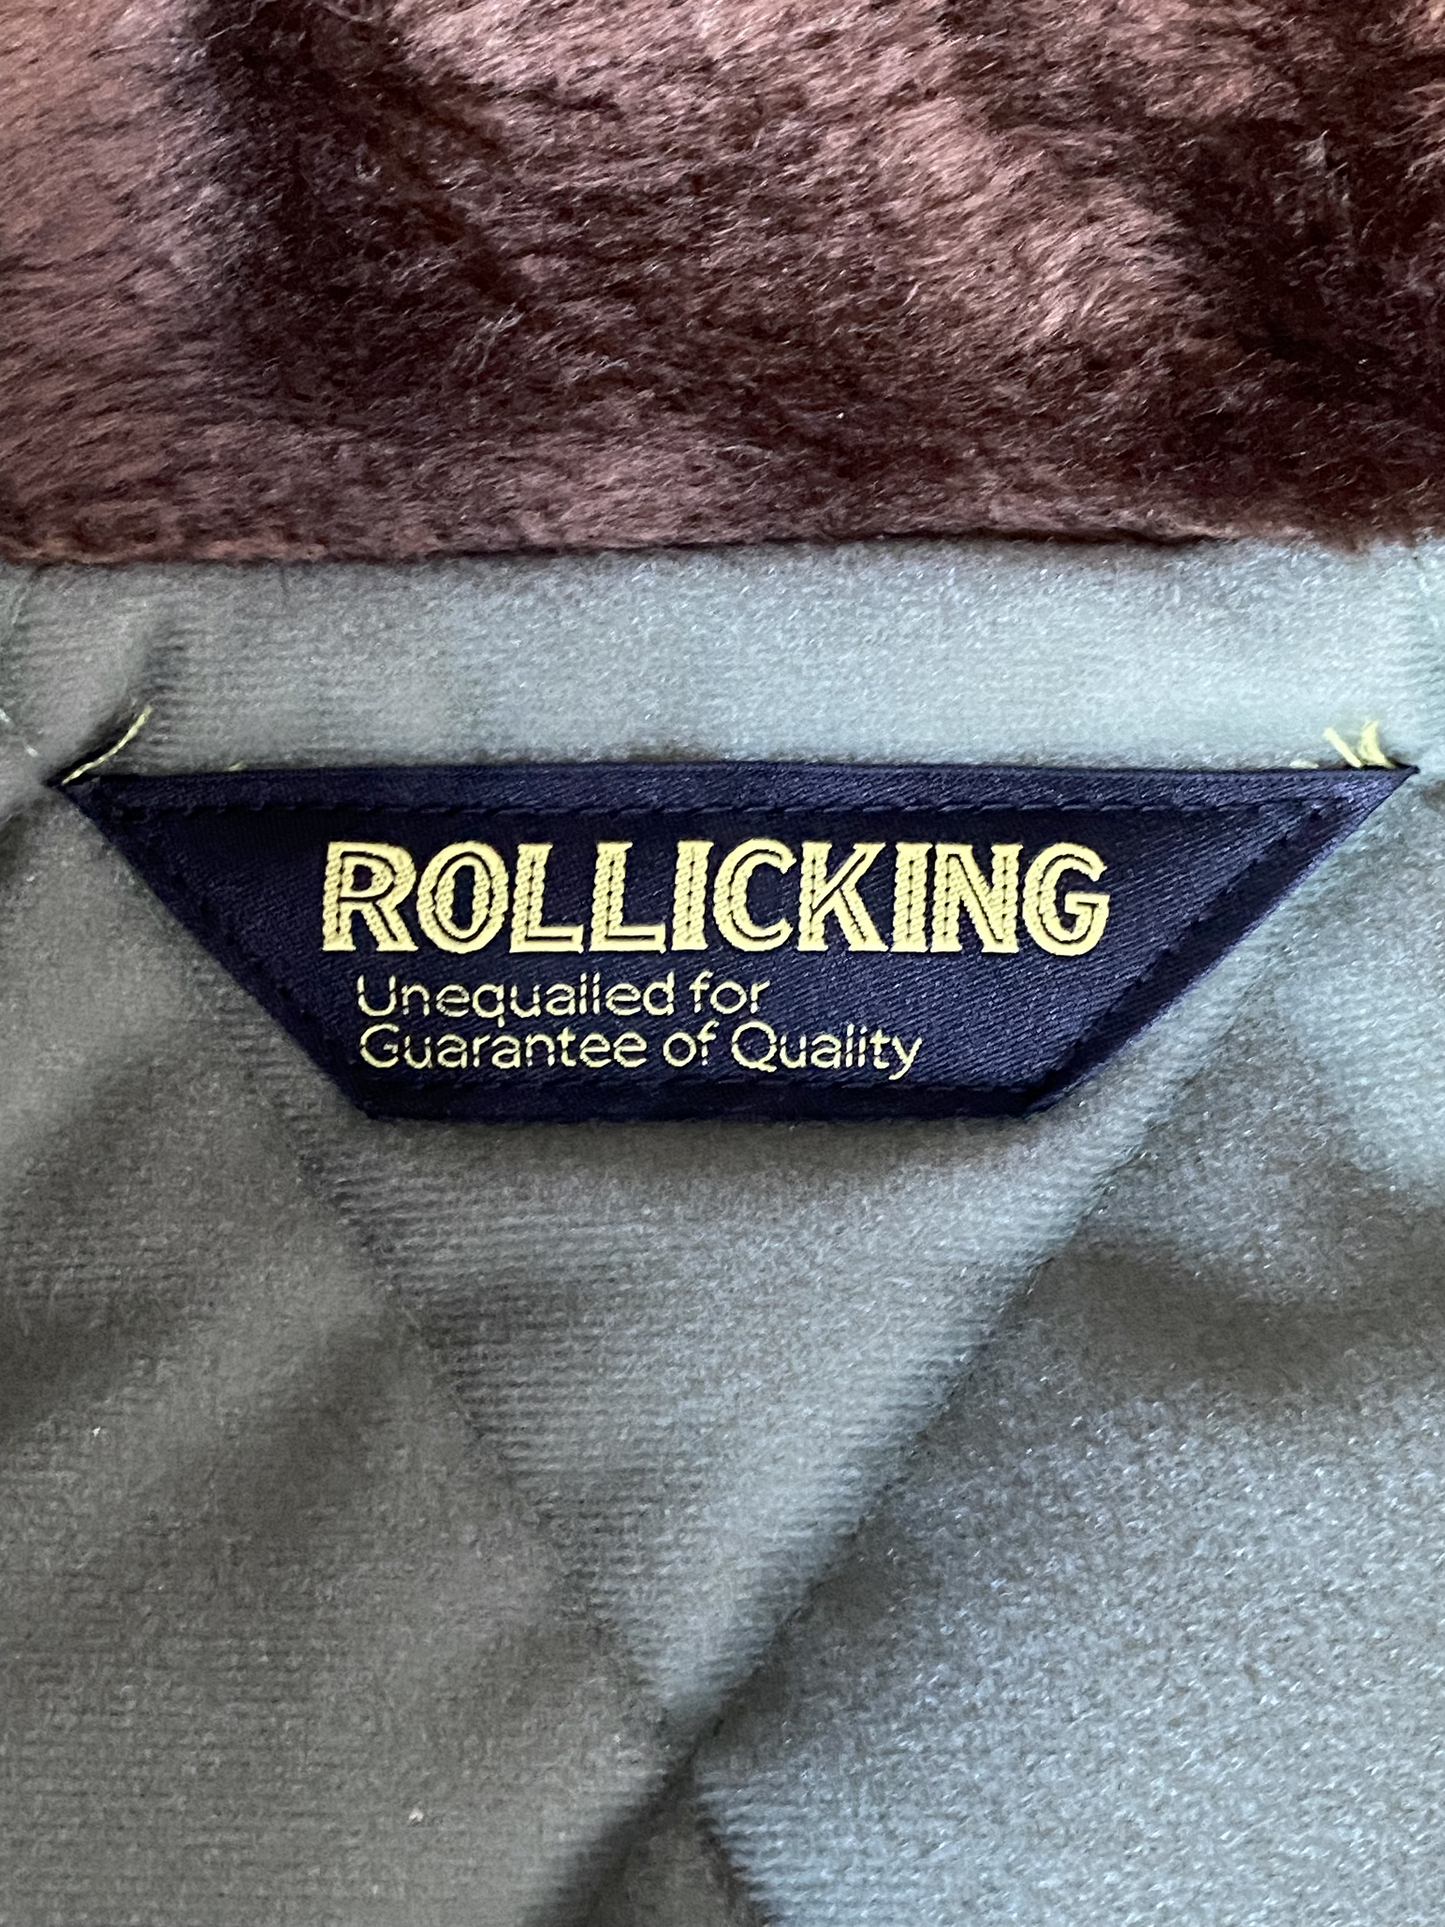 ROLLICKING
Unequalled for
Guarantee of Quality